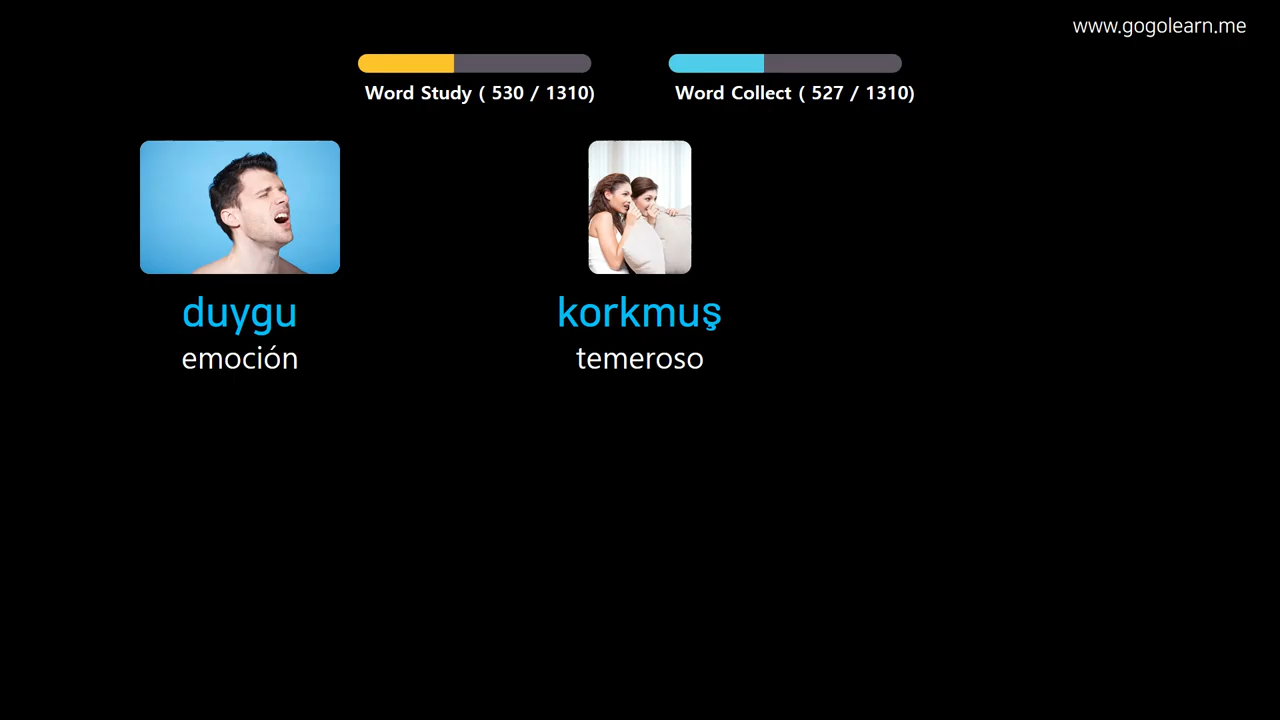 www.gogolearn.me
Word Study ( 530 / 1310)
Word Collect ( 527 / 1310)
duygu
emoción
korkmuş
temeroso